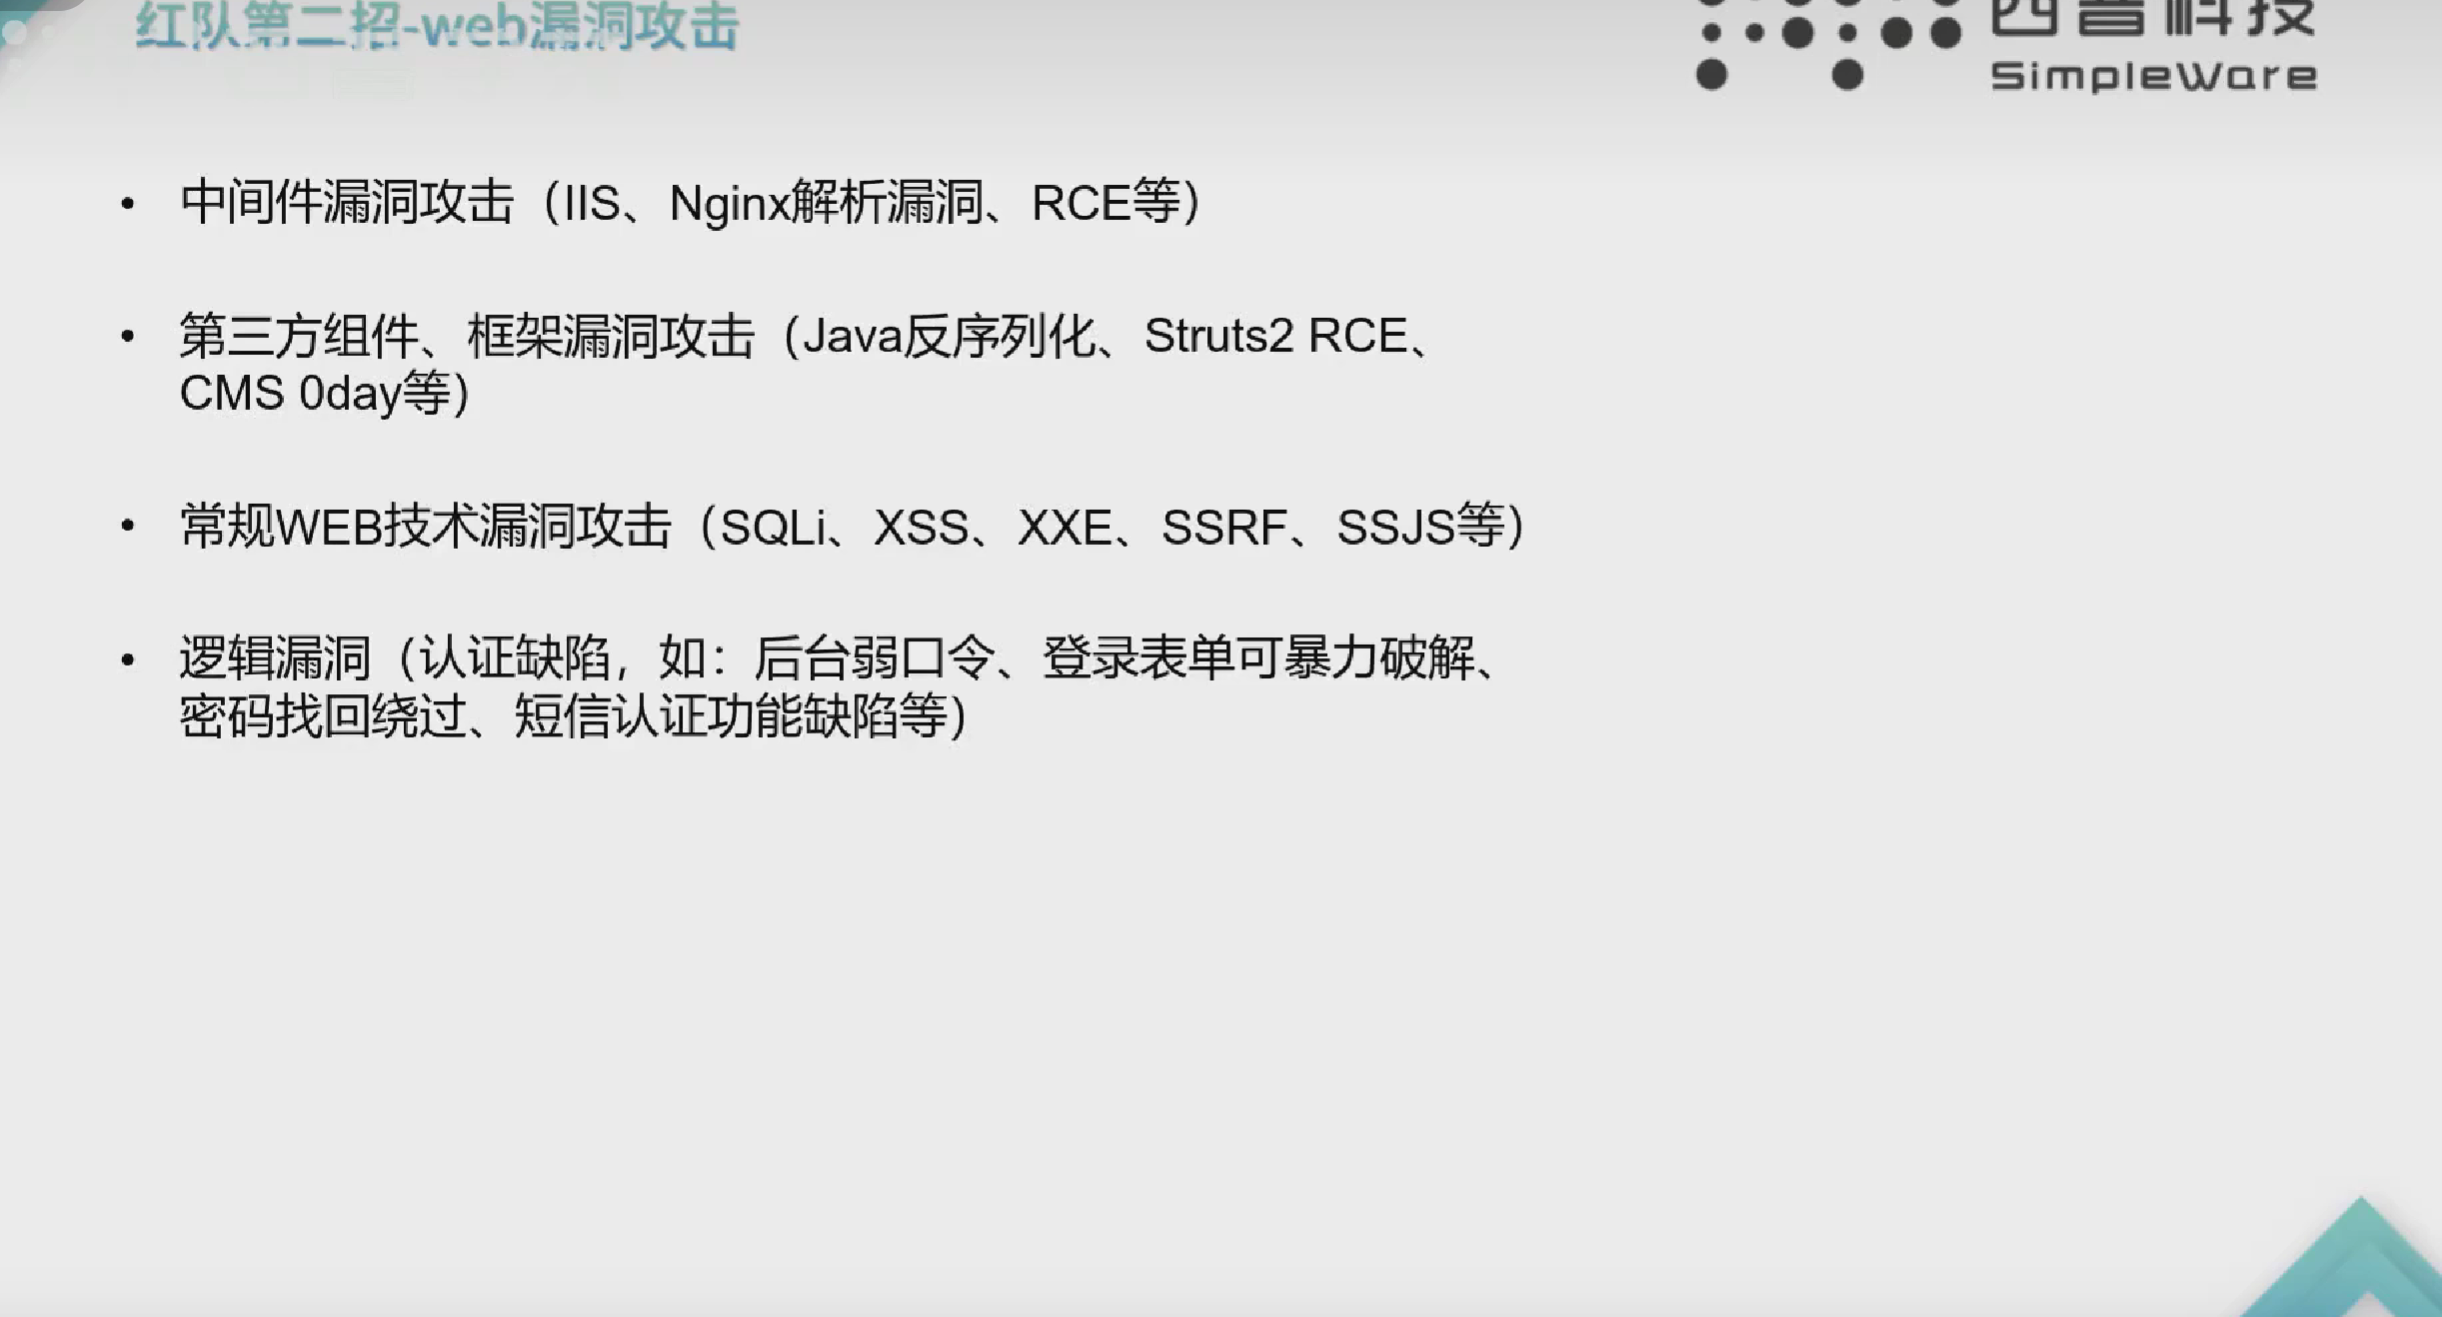 红队第二招-web漏洞攻击
四普科技
SimpleWare
• 中间件漏洞攻击（IIS、Nginx解析漏洞、RCE等）
• 第三方组件、框架漏洞攻击（Java反序列化、Struts2 RCE、
CMS 0day等）
• 常规WEB技术漏洞攻击（SQLi、XSS、XXE、SSRF、SSJS等）
• 逻辑漏洞（认证缺陷，如：后台弱口令、登录表单可暴力破解、
密码找回绕过、短信认证功能缺陷等）